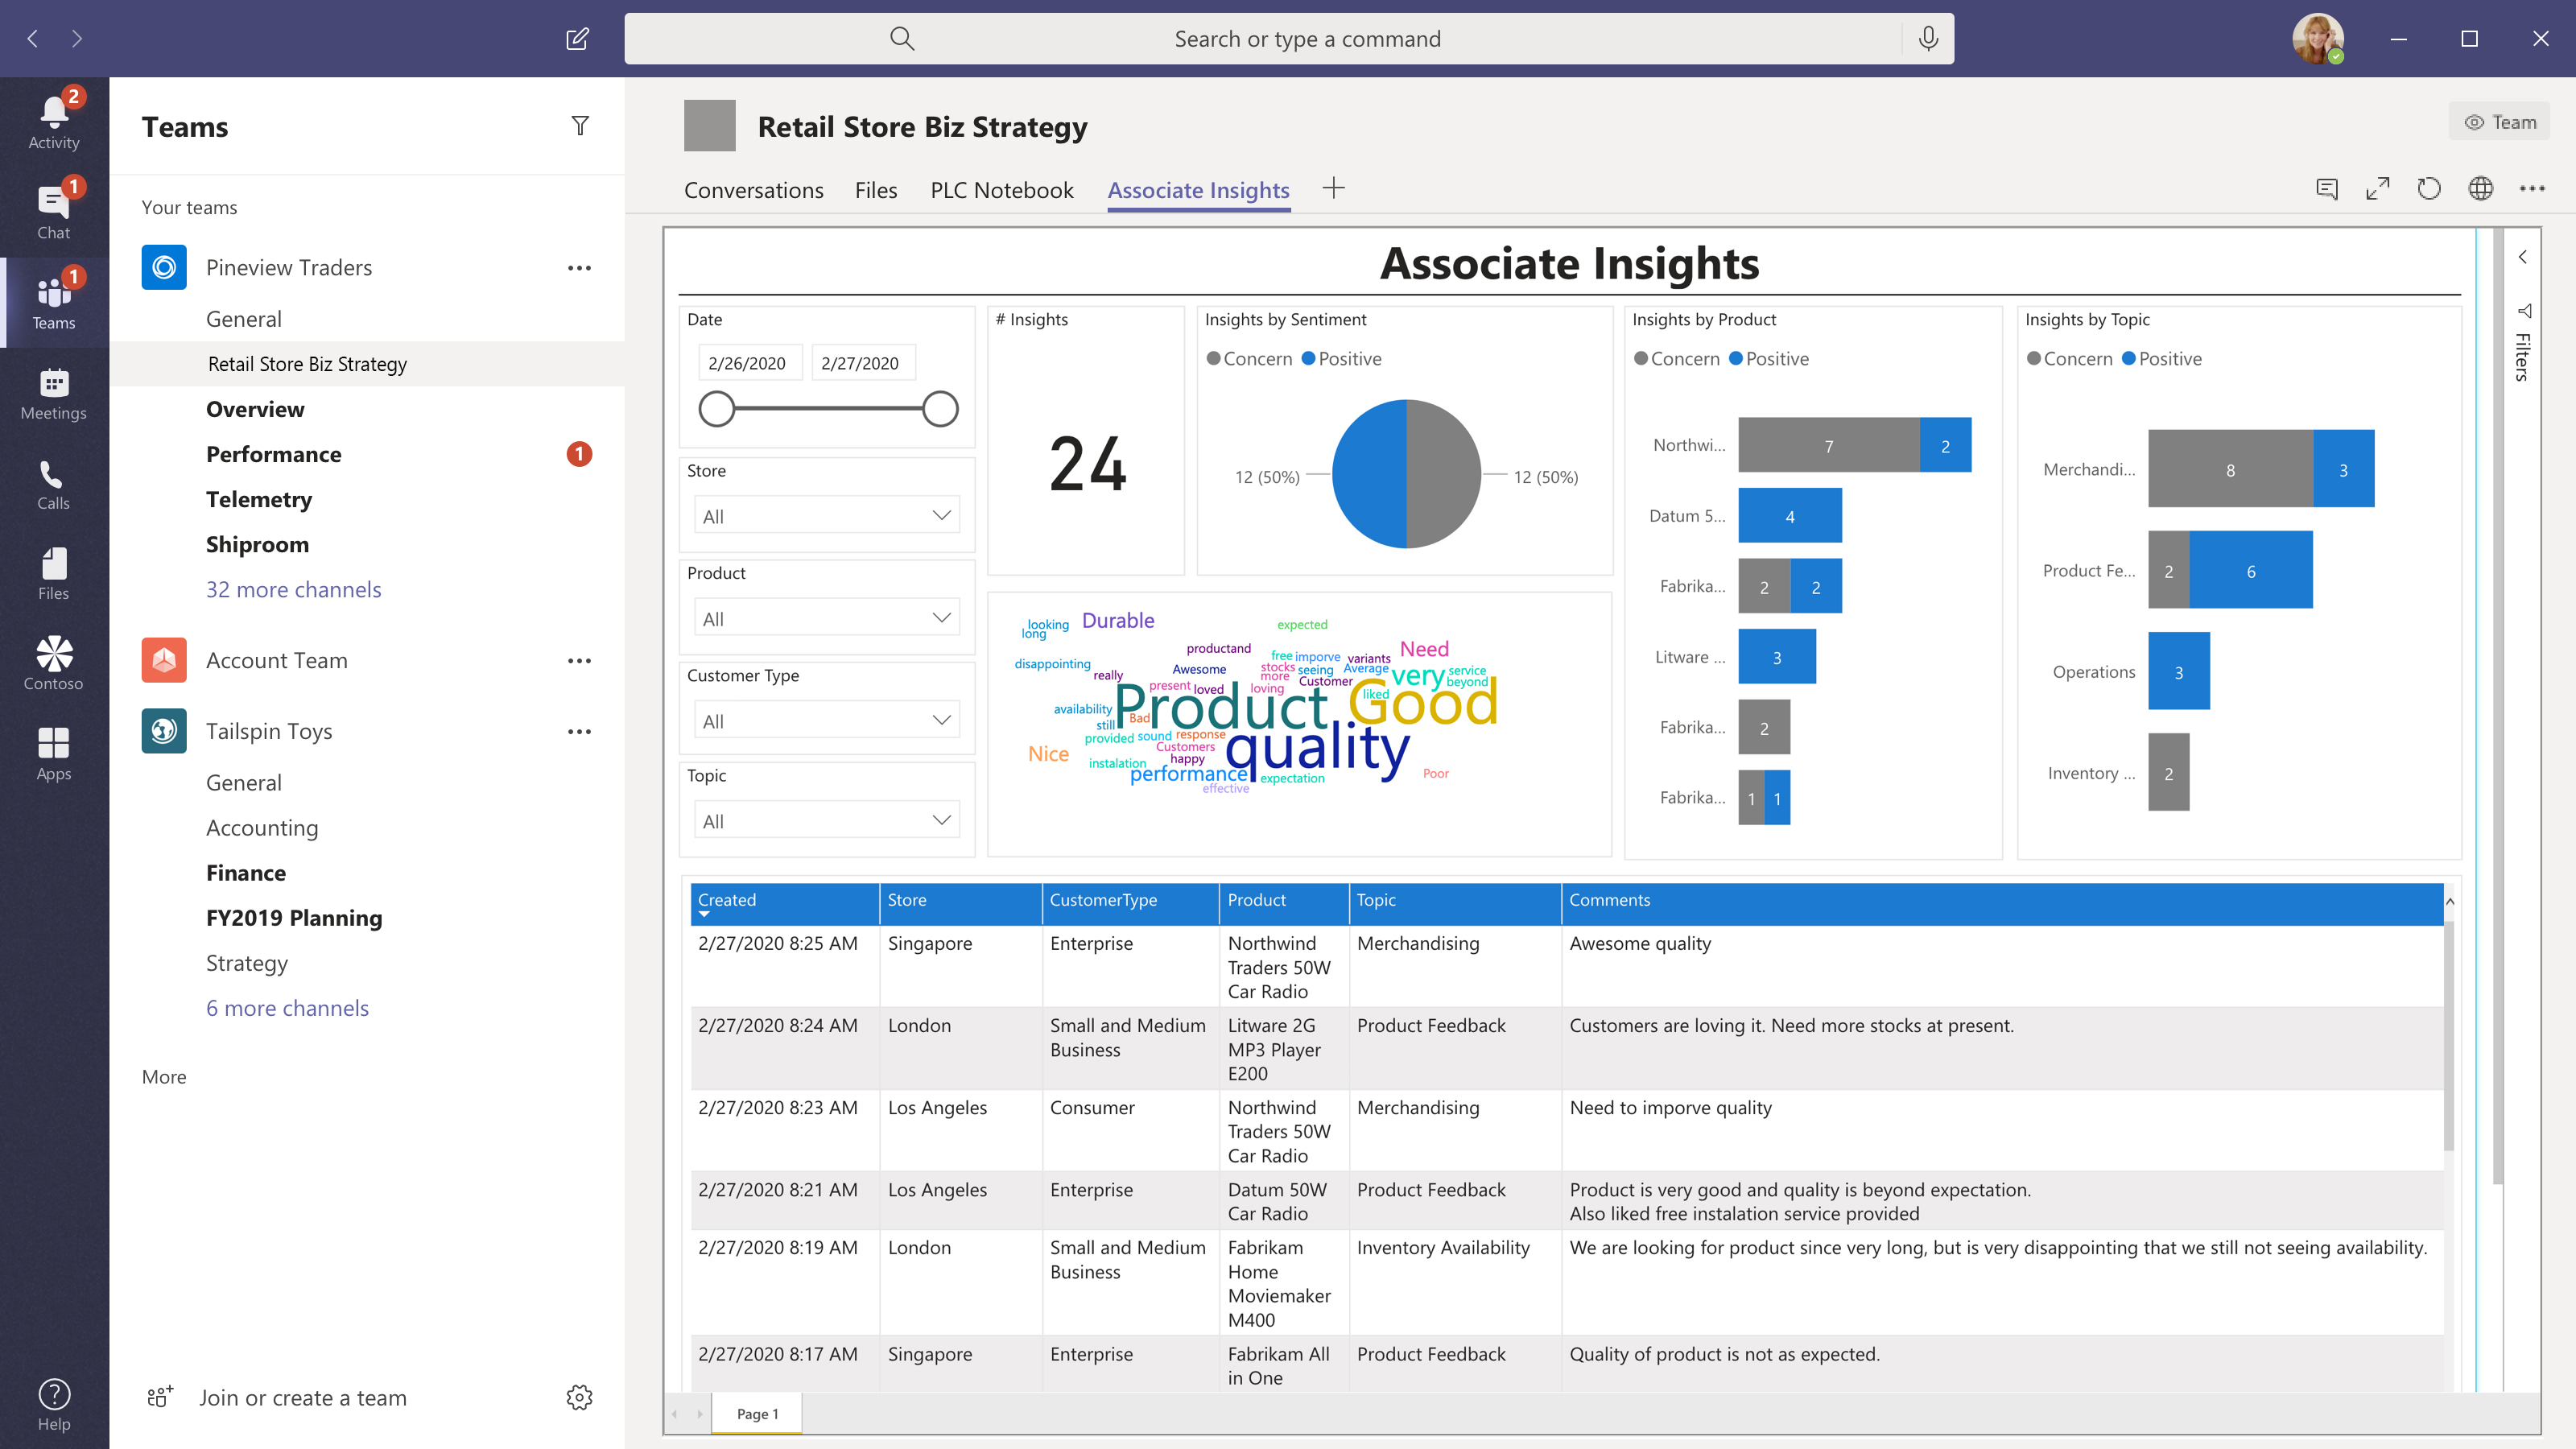 Search or type a command
2
Activity
1
Chat
1
Teams
Meetings
Calls
Files
Contoso
Apps
Help
Teams
Your teams
Pineview Traders
General
Retail Store Biz Strategy
Overview
Performance
1
Telemetry
Shiproom
32 more channels
Account Team
Tailspin Toys
General
Accounting
Finance
FY2019 Planning
Strategy
6 more channels
More
Join or create a team
Retail Store Biz Strategy
Team
Conversations Files PLC Notebook Associate Insights
Associate Insights
Filters
Date
2/26/2020 2/27/2020
Store
All
Product
All
Customer Type
All
Topic
All
# Insights
24
Insights by Sentiment
Concern Positive
12 (50%) 12 (50%)
looking
long
Durable
expected
disappointing
productand
free
imporve
variants
Need
Awesome
stocks
seeing
Average
very
service
really
more
Customer
beyond
present
loved
loving
liked
Product
Good
availability
Bad
still
provided
sound
response
quality
Nice
Customers
happy
instalation
performance
expectation
Poor
effective
Insights by Product
Concern Positive
Northwi... 7 2
Datum 5... 4
Fabrika... 2 2
Litware ... 3
Fabrika... 2
Fabrika... 1 1
Insights by Topic
Concern Positive
Merchandi... 8 3
Product Fe... 2 6
Operations 3
Inventory ... 2
Created Store CustomerType Product Topic Comments
2/27/2020 8:25 AM Singapore Enterprise Northwind Merchandising Awesome quality
Traders 50W
Car Radio
2/27/2020 8:24 AM London Small and Medium Litware 2G Product Feedback Customers are loving it. Need more stocks at present.
Business MP3 Player
E200
2/27/2020 8:23 AM Los Angeles Consumer Northwind Merchandising Need to imporve quality
Traders 50W
Car Radio
2/27/2020 8:21 AM Los Angeles Enterprise Datum 50W Product Feedback Product is very good and quality is beyond expectation.
Car Radio Also liked free instalation service provided
2/27/2020 8:19 AM London Small and Medium Fabrikam Inventory Availability We are looking for product since very long, but is very disappointing that we still not seeing availability.
Business Home
Moviemaker
M400
2/27/2020 8:17 AM Singapore Enterprise Fabrikam All Product Feedback Quality of product is not as expected.
in One
Page 1